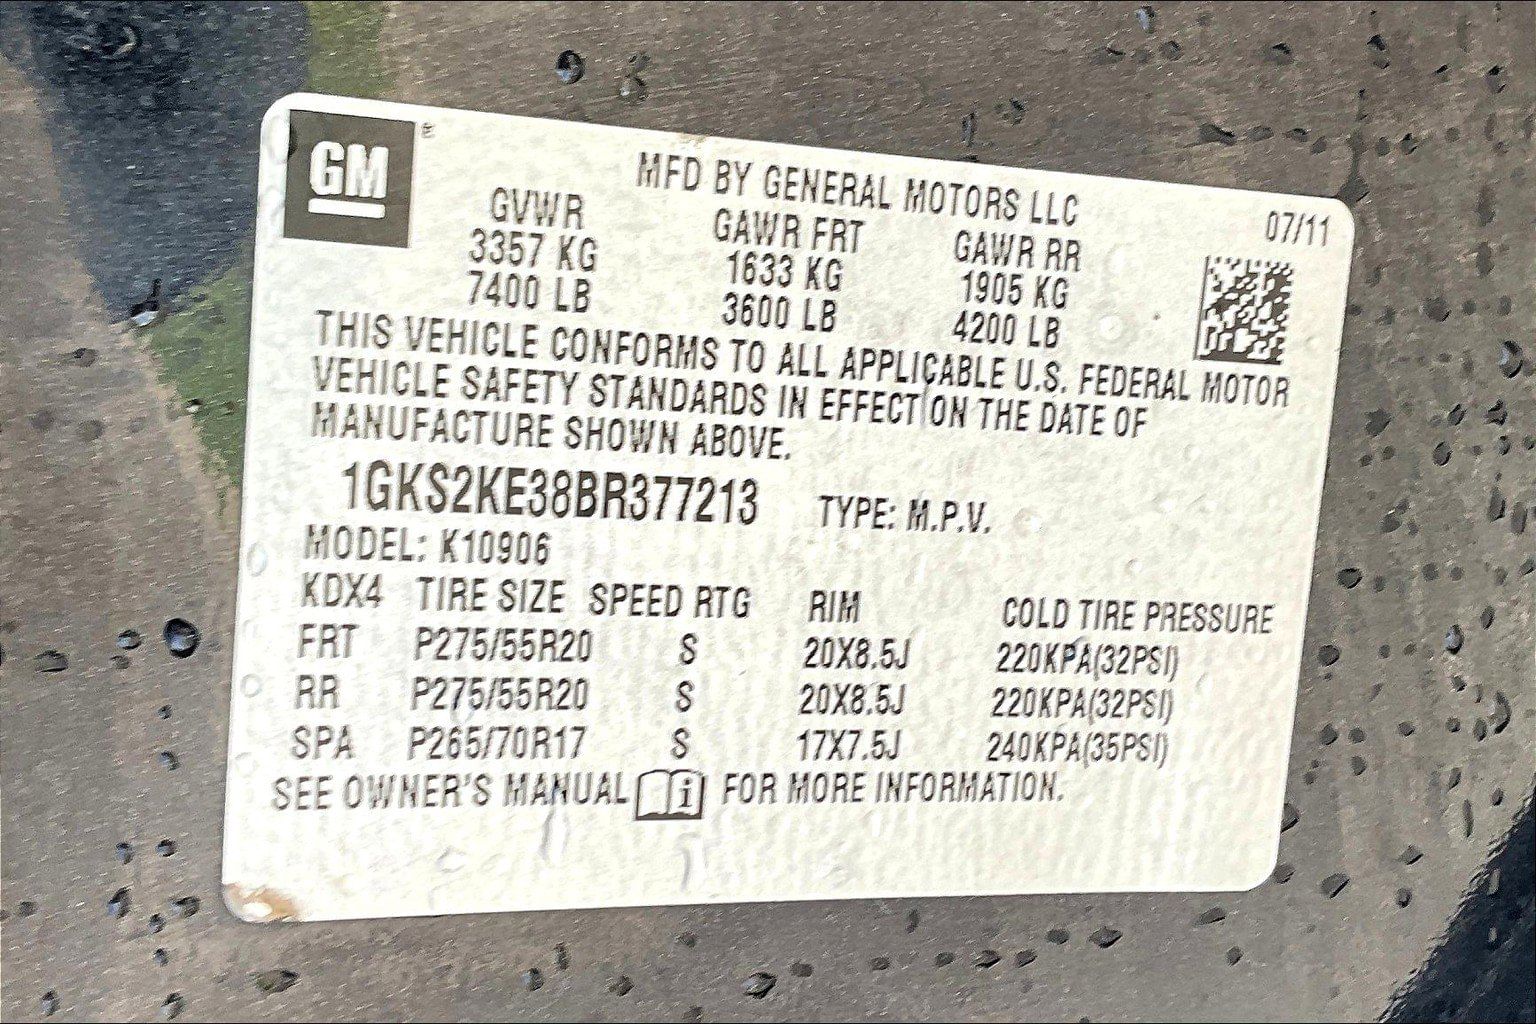 GM
MFD BY GENERAL MOTORS LLC
07/11
GVWR GAWR FRT GAWR RR
3357 KG 1633 KG 1905 KG
7400 LB 3600 LB 4200 LB
THIS VEHICLE CONFORMS TO ALL APPLICABLE U.S. FEDERAL MOTOR
VEHICLE SAFETY STANDARDS IN EFFECT ON THE DATE OF
MANUFACTURE SHOWN ABOVE.
1GKS2KE38BR377213 TYPE: M.P.V.
MODEL: K10906
KDX4 TIRE SIZE SPEED RTG RIM COLD TIRE PRESSURE
FRT P275/55R20 S 20X8.5J 220KPA(32PSI)
RR P275/55R20 S 20X8.5J 220KPA(32PSI)
SPA P265/70R17 S 17X7.5J 240KPA(35PSI)
SEE OWNER'S MANUAL i FOR MORE INFORMATION.